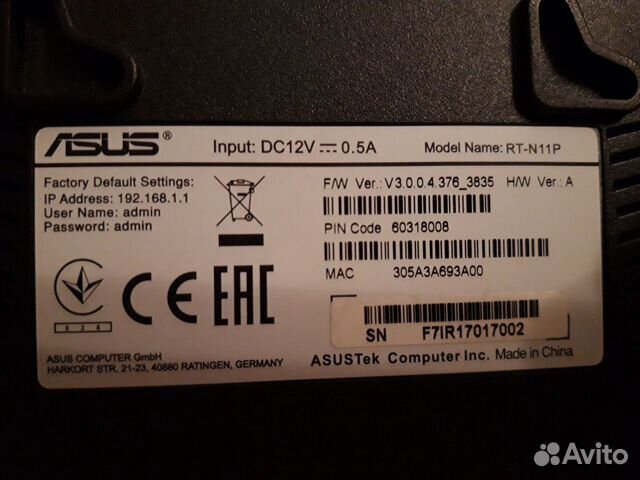 ASUS®
Input: DC12V ⎓ 0.5A
Model Name: RT-N11P
Factory Default Settings:
IP Address: 192.168.1.1
User Name: admin
Password: admin
F/W Ver.: V3.0.0.4.376_3835 H/W Ver.: A
PIN Code 60318008
MAC 305A3A693A00
CE EAC
SN F7IR17017002
ASUS COMPUTER GmbH
HARKORT STR. 21-23, 40880 RATINGEN, GERMANY
ASUSTek Computer Inc. Made in China
Avito